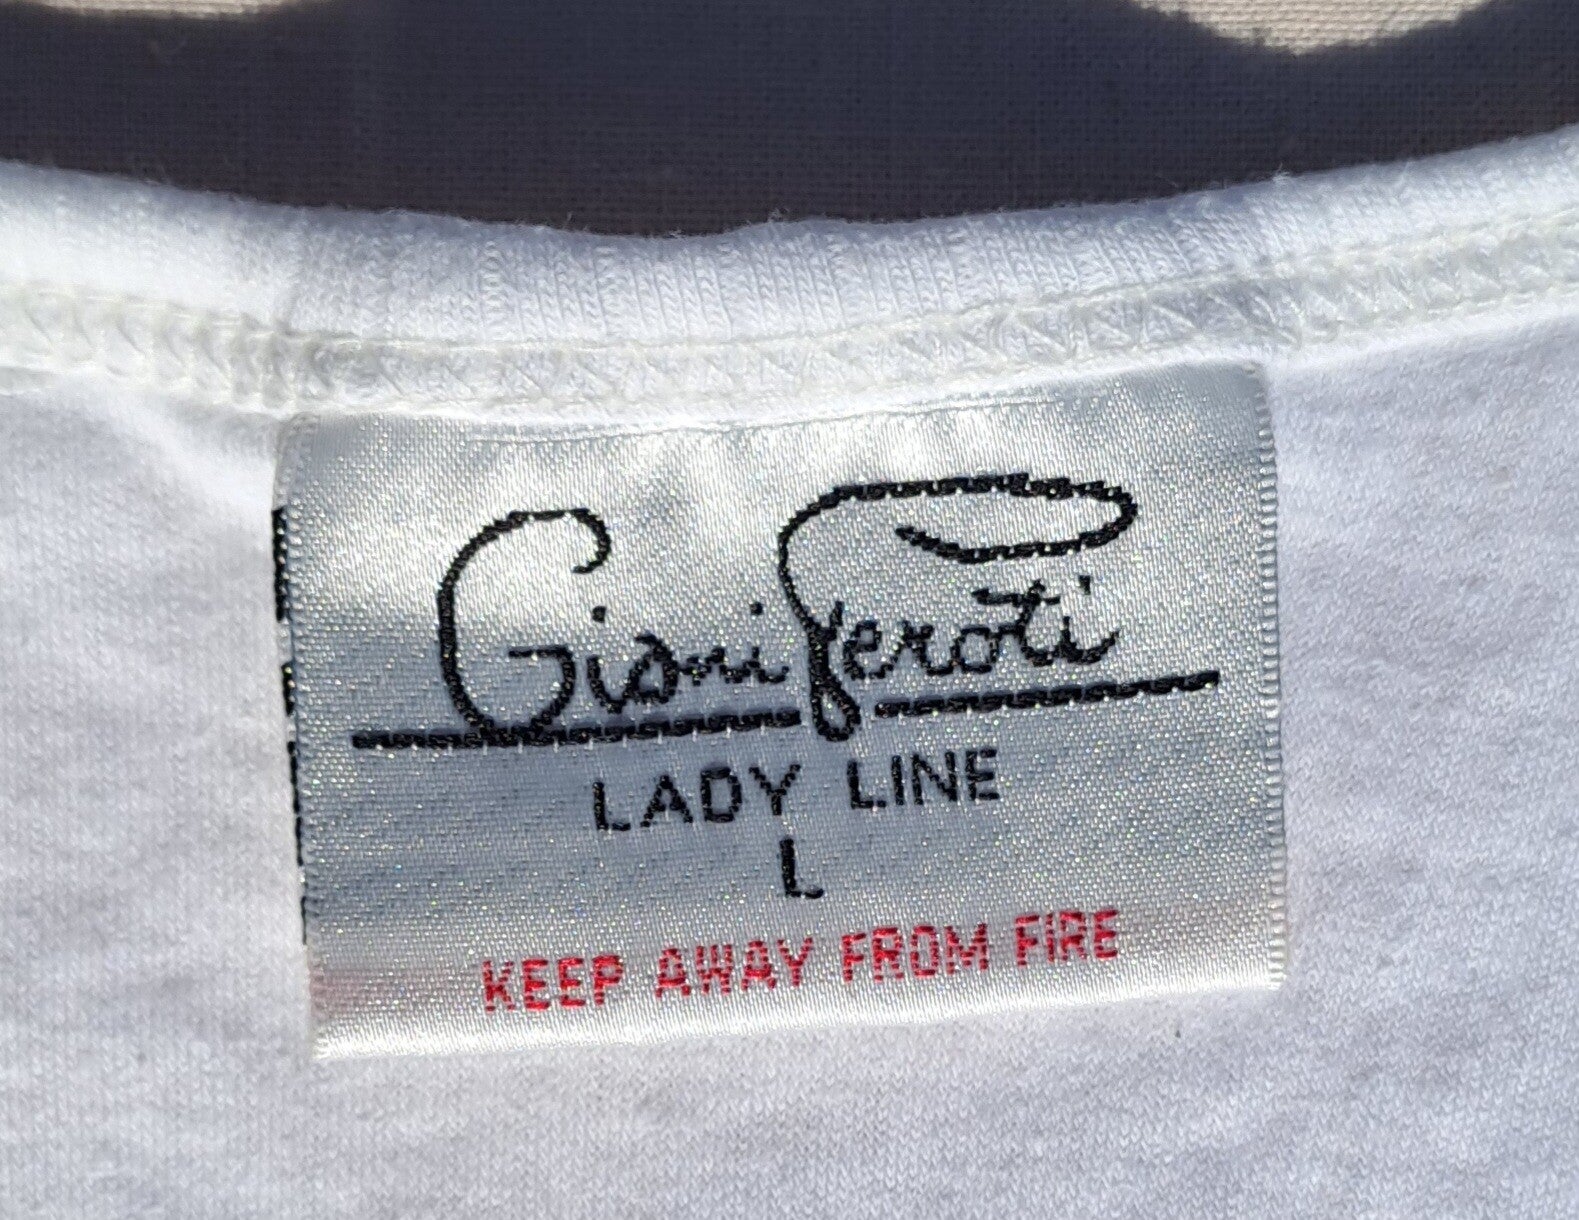 Giani Feroti
LADY LINE
L
KEEP AWAY FROM FIRE